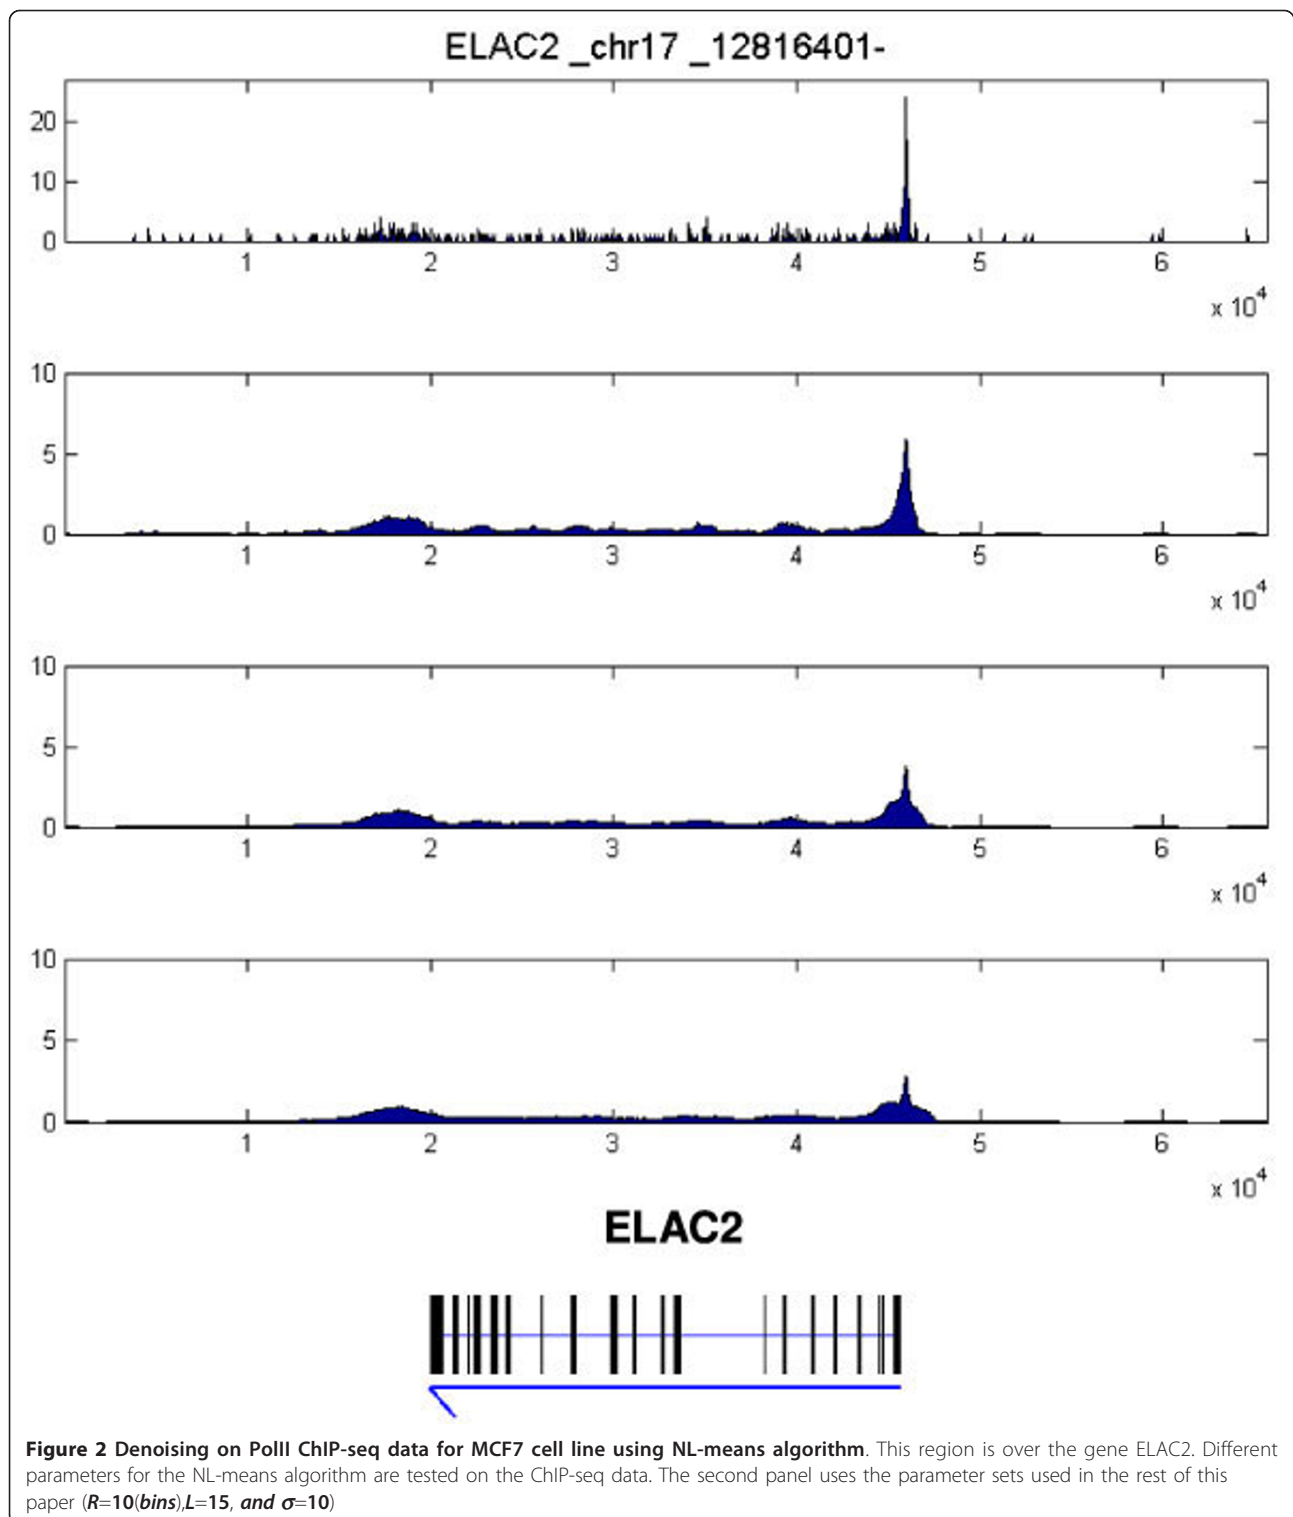 ELAC2 _chr17 _12816401-
20
10
0
1 2 3 4 5 6
x 10^4
10
5
0
1 2 3 4 5 6
x 10^4
10
5
0
1 2 3 4 5 6
x 10^4
10
5
0
1 2 3 4 5 6
x 10^4
ELAC2
Figure 2 Denoising on PolII ChIP-seq data for MCF7 cell line using NL-means algorithm. This region is over the gene ELAC2. Different
parameters for the NL-means algorithm are tested on the ChIP-seq data. The second panel uses the parameter sets used in the rest of this
paper (R=10(bins),L=15, and σ=10)